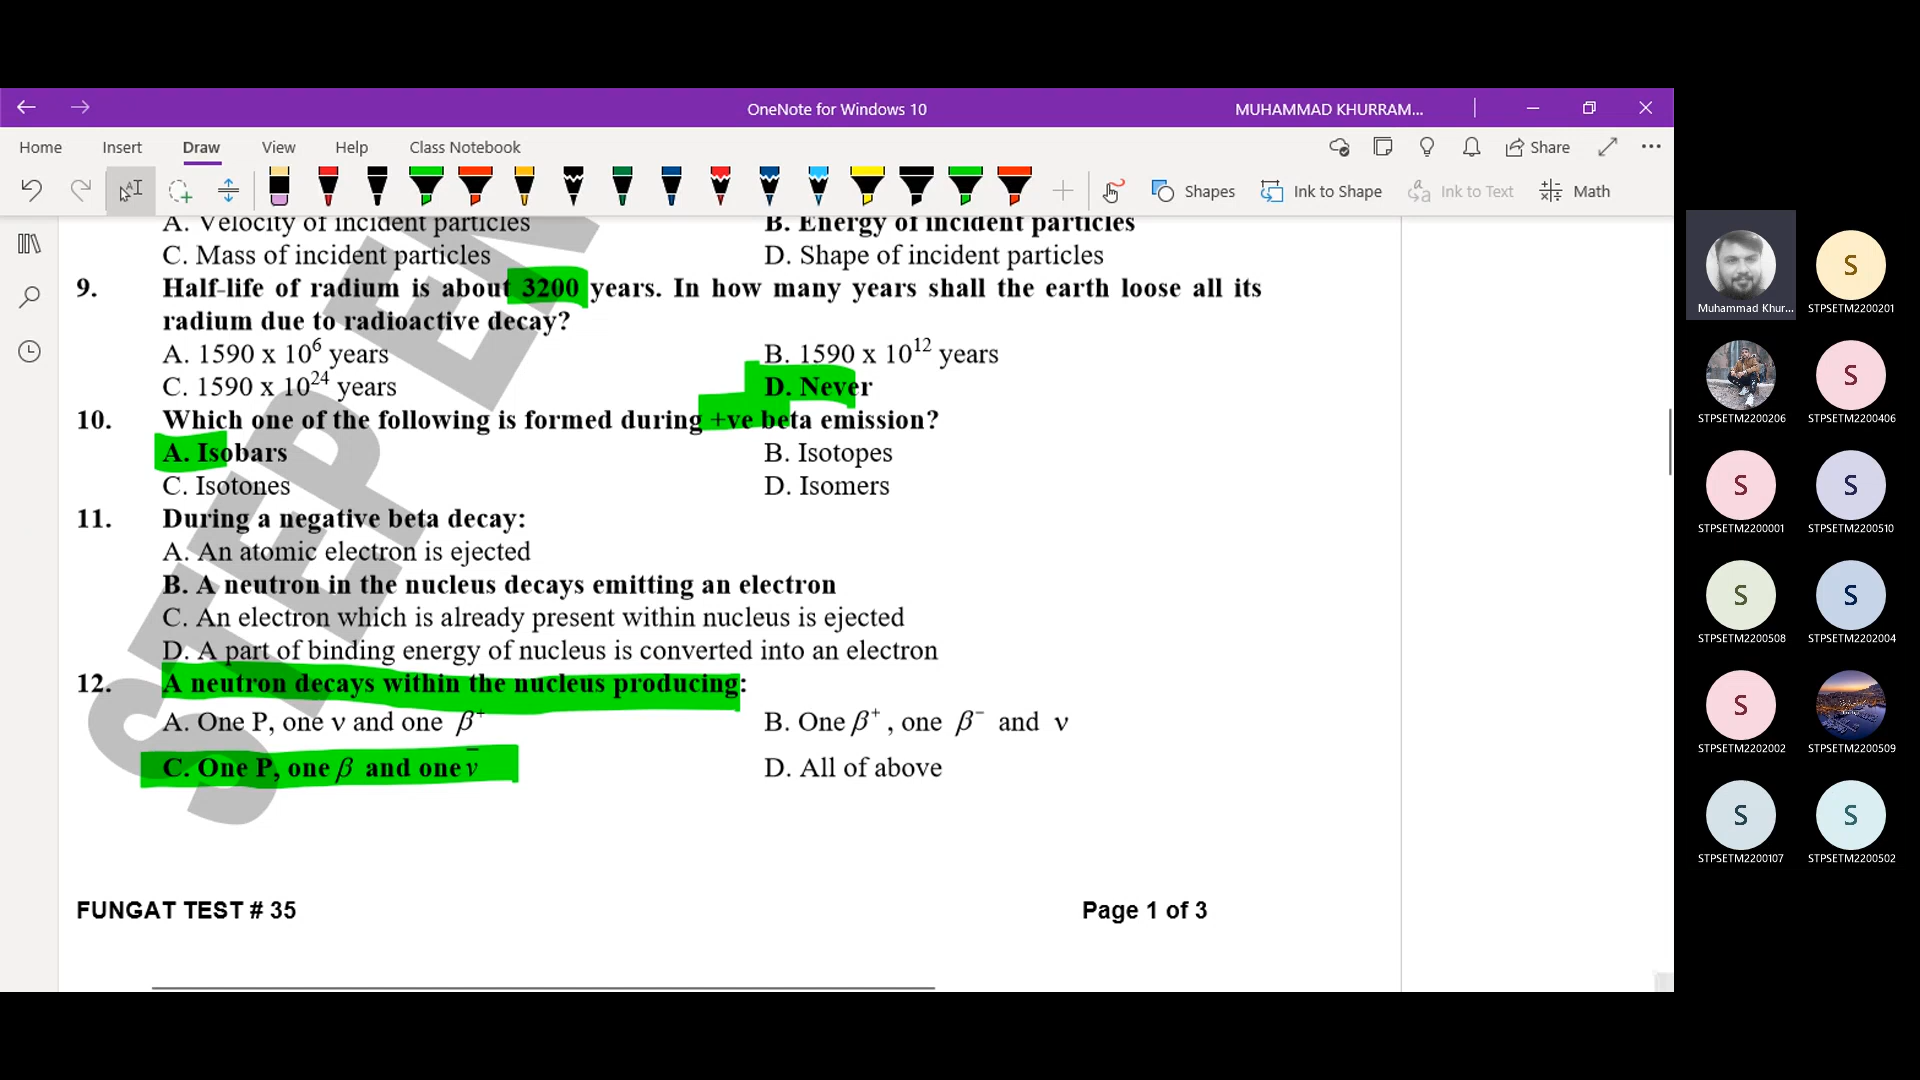 OneNote for Windows 10
MUHAMMAD KHURRAM...
Home Insert Draw View Help Class Notebook
Share
Shapes Ink to Shape Ink to Text Math
A. Velocity of incident particles B. Energy of incident particles
C. Mass of incident particles D. Shape of incident particles
9. Half-life of radium is about 3200 years. In how many years shall the earth loose all its
radium due to radioactive decay?
A. 1590 x 10⁶ years B. 1590 x 10¹² years
C. 1590 x 10²⁴ years D. Never
10. Which one of the following is formed during +ve beta emission?
A. Isobars B. Isotopes
C. Isotones D. Isomers
11. During a negative beta decay:
A. An atomic electron is ejected
B. A neutron in the nucleus decays emitting an electron
C. An electron which is already present within nucleus is ejected
D. A part of binding energy of nucleus is converted into an electron
12. A neutron decays within the nucleus producing:
A. One P, one ν and one β⁺ B. One β⁺ , one β⁻ and ν
C. One P, one β and one ν̅ D. All of above
FUNGAT TEST # 35 Page 1 of 3
STEP EN
Muhammad Khur... S STPSETM2200201
STPSETM2200206 S STPSETM2200406
S STPSETM2200001 S STPSETM2200510
S STPSETM2200508 S STPSETM2202004
S STPSETM2202002 STPSETM2200509
S STPSETM2200107 S STPSETM2200502